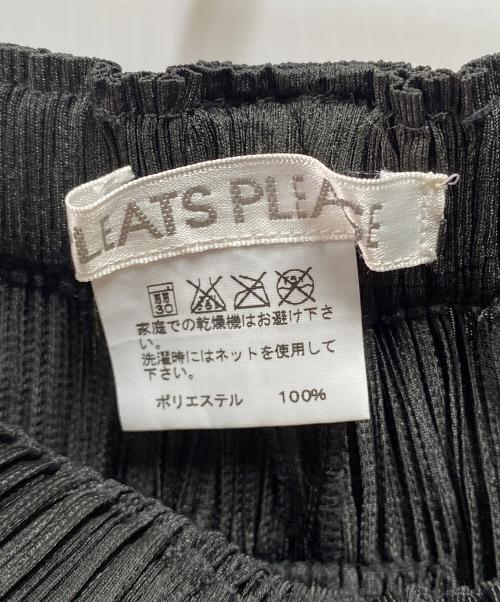 LEATS PLEASE
弱
30
家庭での乾燥機はお避け下さ
い。
洗濯時にはネットを使用して
下さい。
ポリエステル 100%